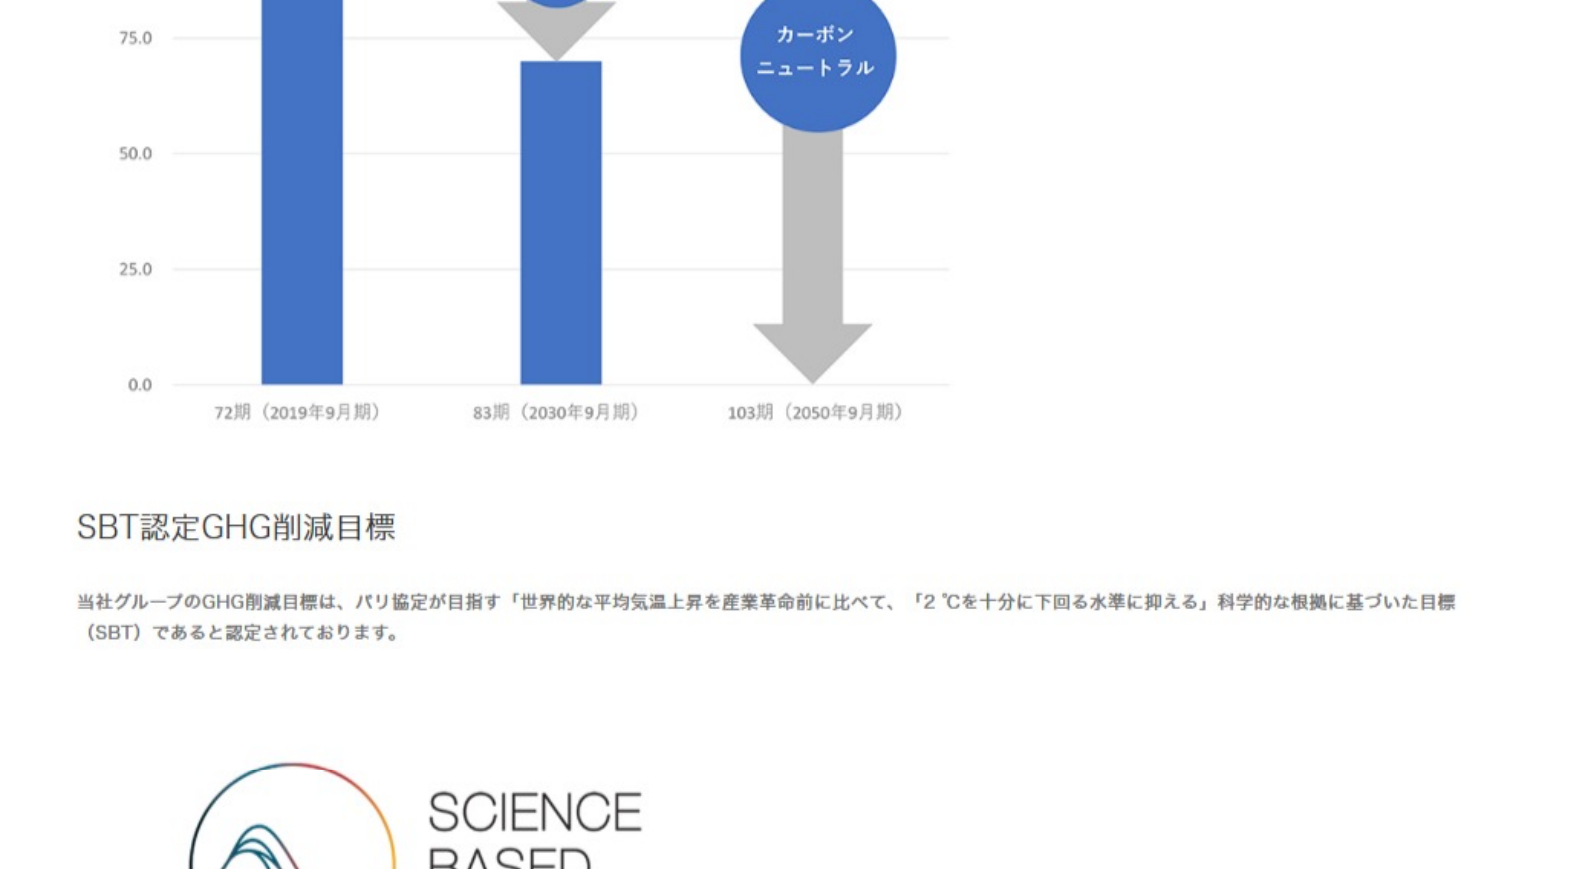 カーボン
ニュートラル
75.0
50.0
25.0
0.0
72期（2019年9月期）
83期（2030年9月期）
103期（2050年9月期）
SBT認定GHG削減目標
当社グループのGHG削減目標は、パリ協定が目指す「世界的な平均気温上昇を産業革命前に比べて、「2 ℃を十分に下回る水準に抑える」科学的な根拠に基づいた目標
（SBT）であると認定されております。
SCIENCE
BASED